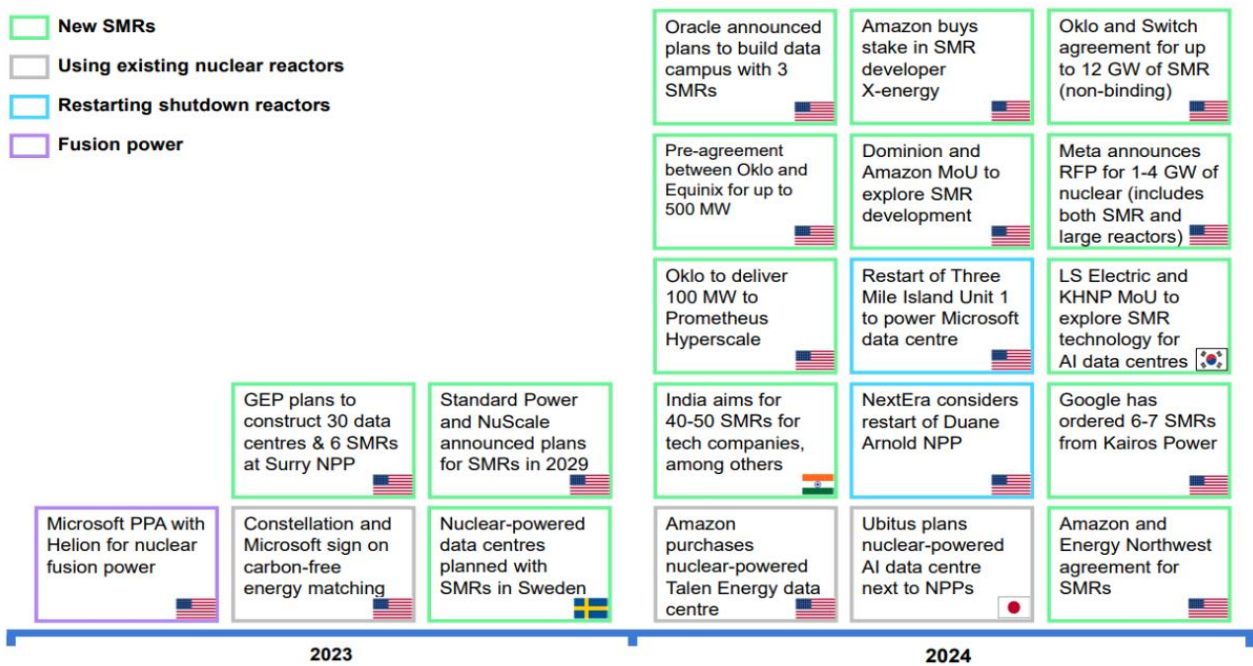 New SMRs
Using existing nuclear reactors
Restarting shutdown reactors
Fusion power
Oracle announced
plans to build data
campus with 3
SMRs
Amazon buys
stake in SMR
developer
X-energy
Oklo and Switch
agreement for up
to 12 GW of SMR
(non-binding)
Pre-agreement
between Oklo and
Equinix for up to
500 MW
Dominion and
Amazon MoU to
explore SMR
development
Meta announces
RFP for 1-4 GW of
nuclear (includes
both SMR and
large reactors)
Oklo to deliver
100 MW to
Prometheus
Hyperscale
Restart of Three
Mile Island Unit 1
to power Microsoft
data centre
LS Electric and
KHNP MoU to
explore SMR
technology for
AI data centres
GEP plans to
construct 30 data
centres & 6 SMRs
at Surry NPP
Standard Power
and NuScale
announced plans
for SMRs in 2029
India aims for
40-50 SMRs for
tech companies,
among others
NextEra considers
restart of Duane
Arnold NPP
Google has
ordered 6-7 SMRs
from Kairos Power
Microsoft PPA with
Helion for nuclear
fusion power
Constellation and
Microsoft sign on
carbon-free
energy matching
Nuclear-powered
data centres
planned with
SMRs in Sweden
Amazon
purchases
nuclear-powered
Talen Energy data
centre
Ubitus plans
nuclear-powered
AI data centre
next to NPPs
Amazon and
Energy Northwest
agreement for
SMRs
2023
2024